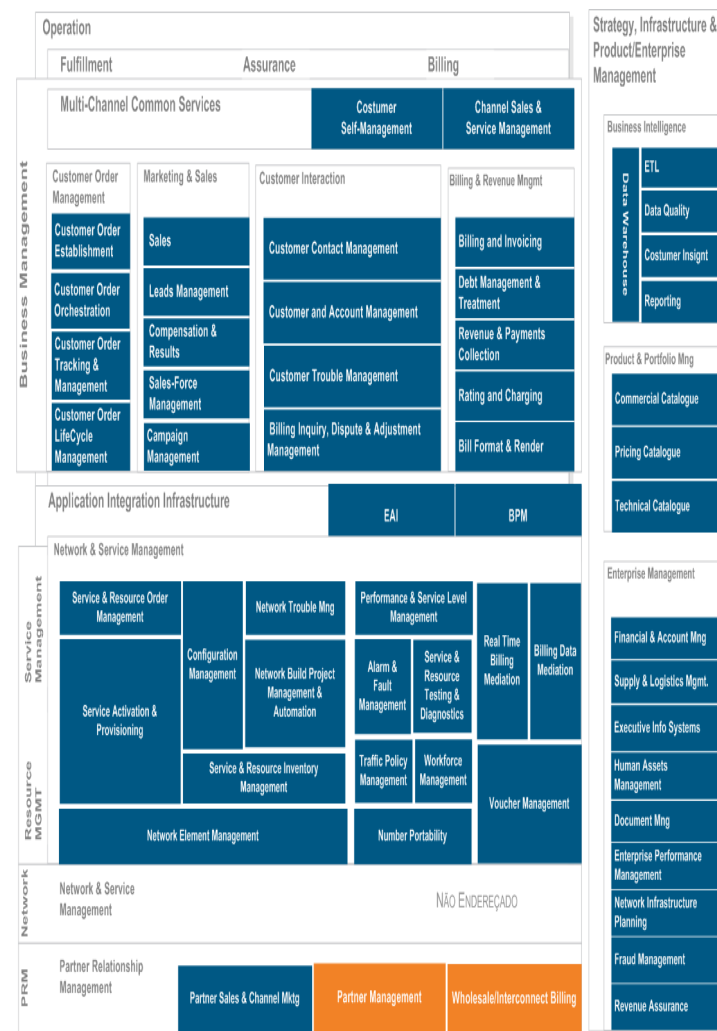 Operation
Fulfillment
Assurance
Billing
Multi-Channel Common Services
Costumer
Self-Management
Channel Sales &
Service Management
Business Management
Customer Order
Management
Customer Order
Establishment
Customer Order
Orchestration
Customer Order
Tracking &
Management
Customer Order
LifeCycle
Management
Marketing & Sales
Sales
Leads Management
Compensation &
Results
Sales-Force
Management
Campaign
Management
Customer Interaction
Customer Contact Management
Customer and Account Management
Customer Trouble Management
Billing Inquiry, Dispute & Adjustment
Management
Billing & Revenue Mngmt
Billing and Invoicing
Debt Management &
Treatment
Revenue & Payments
Collection
Rating and Charging
Bill Format & Render
Application Integration Infrastructure
EAI
BPM
Service
Management
Resource
MGMT
Network & Service Management
Service & Resource Order
Management
Service Activation &
Provisioning
Configuration
Management
Network Trouble Mng
Network Build Project
Management &
Automation
Service & Resource Inventory
Management
Network Element Management
Performance & Service Level
Management
Alarm &
Fault
Management
Service &
Resource
Testing &
Diagnostics
Traffic Policy
Management
Workforce
Management
Number Portability
Real Time
Billing
Mediation
Billing Data
Mediation
Voucher Management
Network
Network & Service
Management
NÃO ENDEREÇADO
PRM
Partner Relationship
Management
Partner Sales & Channel Mktg
Partner Management
Wholesale/Interconnect Billing
Strategy, Infrastructure &
Product/Enterprise
Management
Business Intelligence
Data Warehouse
ETL
Data Quality
Costumer Insignt
Reporting
Product & Portfolio Mng
Commercial Catalogue
Pricing Catalogue
Technical Catalogue
Enterprise Management
Financial & Account Mng
Supply & Logistics Mgmt.
Executive Info Systems
Human Assets
Management
Document Mng
Enterprise Performance
Management
Network Infrastructure
Planning
Fraud Management
Revenue Assurance